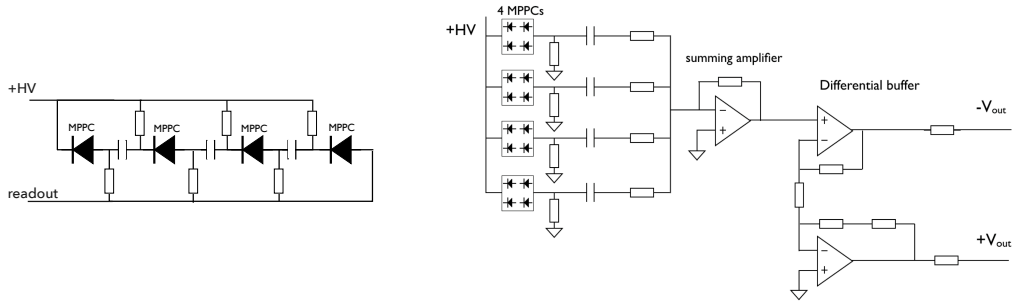 +HV
MPPC
MPPC
MPPC
MPPC
readout
4 MPPCs
+HV
summing amplifier
−
+
Differential buffer
+
−
-Vout
−
+
+Vout